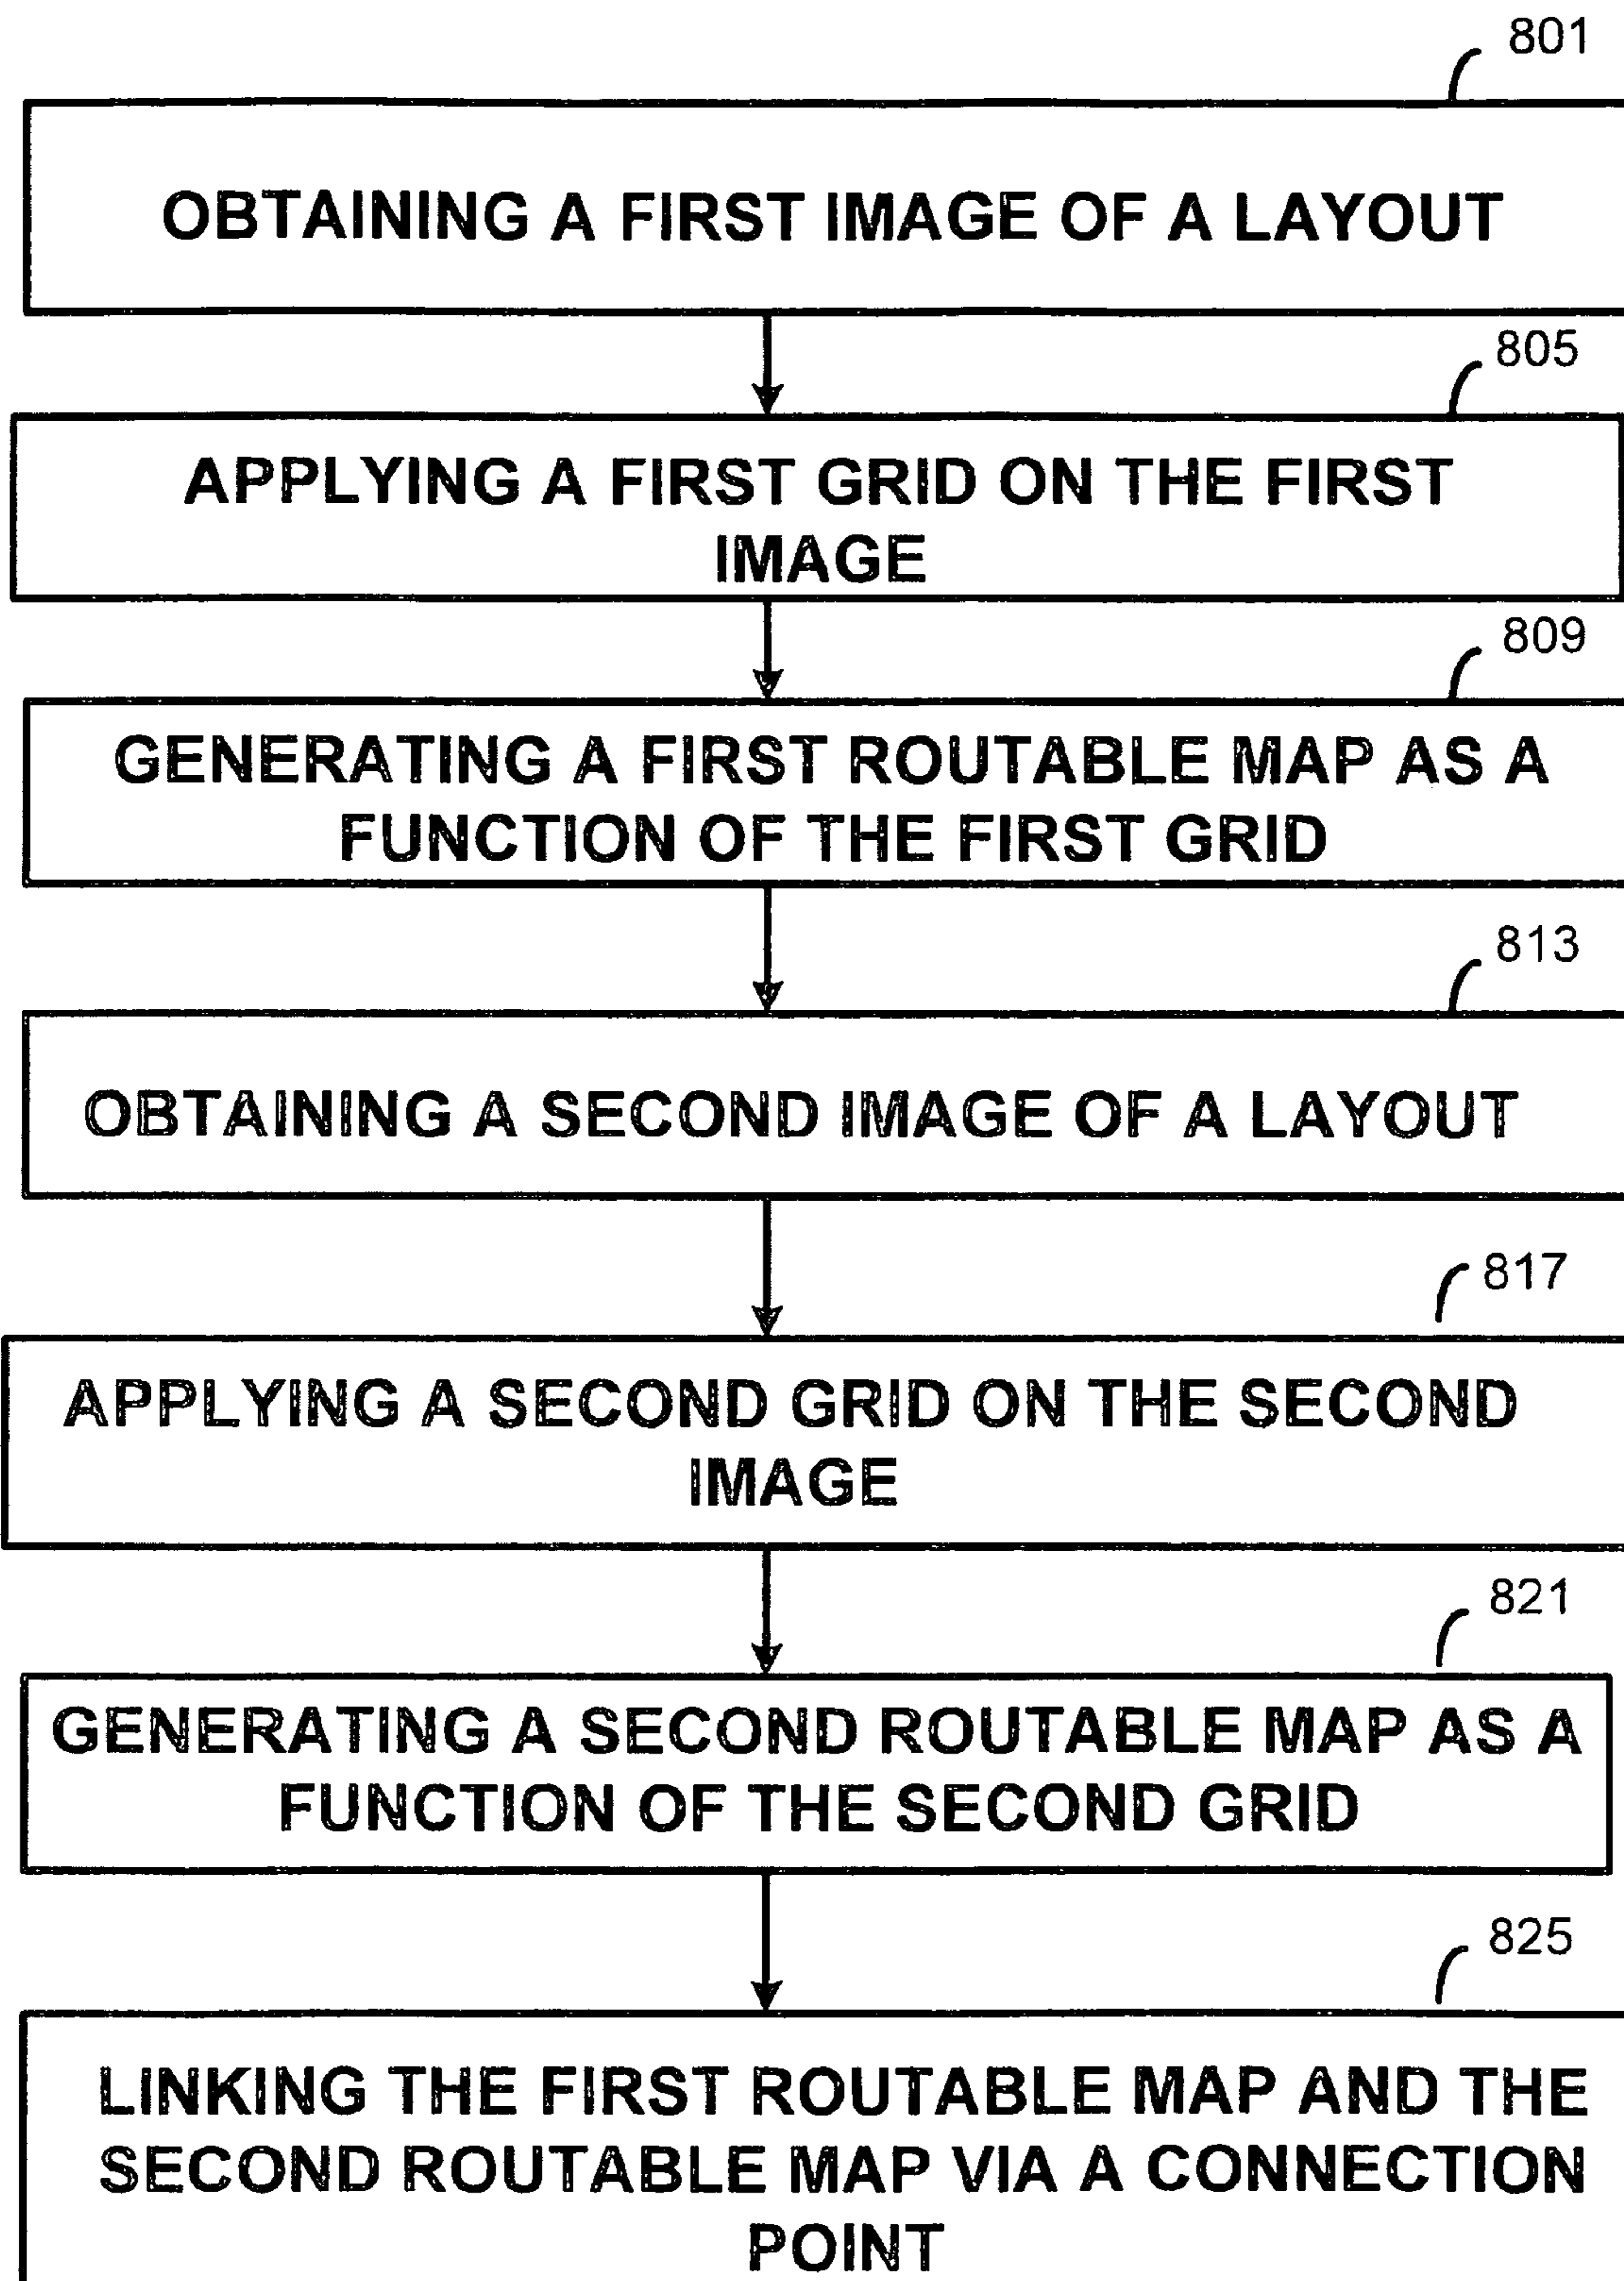 801
OBTAINING A FIRST IMAGE OF A LAYOUT
805
APPLYING A FIRST GRID ON THE FIRST
IMAGE
809
GENERATING A FIRST ROUTABLE MAP AS A
FUNCTION OF THE FIRST GRID
813
OBTAINING A SECOND IMAGE OF A LAYOUT
817
APPLYING A SECOND GRID ON THE SECOND
IMAGE
821
GENERATING A SECOND ROUTABLE MAP AS A
FUNCTION OF THE SECOND GRID
825
LINKING THE FIRST ROUTABLE MAP AND THE
SECOND ROUTABLE MAP VIA A CONNECTION
POINT